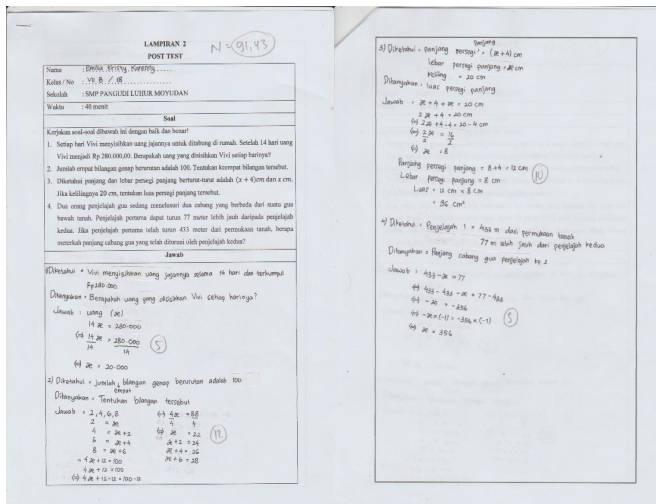 LAMPIRAN 2
N = 91,43
POST TEST
Nama : Emilia Kristy Karenng
Kelas / No : VII B / 08
Sekolah : SMP PANGUDI LUHUR MOYUDAN
Waktu : 40 menit
Soal
Kerjakan soal-soal dibawah ini dengan baik dan benar!
1. Setiap hari Vivi menyisihkan uang jajannya untuk ditabung di rumah. Setelah 14 hari uang
Vivi menjadi Rp.280.000,00. Berapakah uang yang disisihkan Vivi setiap harinya?
2. Jumlah empat bilangan genap berurutan adalah 100. Tentukan keempat bilangan tersebut.
3. Diketahui panjang dan lebar persegi panjang berturut-turut adalah (x + 4)cm dan x cm.
Jika kelilingnya 20 cm, tentukan luas persegi panjang tersebut.
4. Dua orang penjelajah gua sedang menelusuri dua cabang yang berbeda dari suatu gua
bawah tanah. Penjelajah pertama dapat turun 77 meter lebih jauh daripada penjelajah
kedua. Jika penjelajah pertama telah turun 433 meter dari permukaan tanah, berapa
meterkah panjang cabang gua yang telah dituruni oleh penjelajah kedua?
Jawab
1) Diketahui = Vivi menyisihkan uang jajannya selama 14 hari dan terkumpul
Rp 280.000
Ditanyakan = Berapakah uang yang disisihkan Vivi setiap harinya?
Jawab : uang (x)
14 x = 280.000
(=) 14 x / 14 = 280.000 / 14
5
(=) x = 20.000
2) Diketahui = jumlah empat bilangan genap berurutan adalah 100
Ditanyakan = Tentukan bilangan tersebut
Jawab = 2, 4, 6, 8
2 = x
4 = x + 2
6 = x + 4
8 = x + 6
= 4x + 12 = 100
4x + 12 = 100
(=) 4x + 12 - 12 = 100 - 12
(=) 4x / 4 = 88 / 4
(=) x = 22
x + 2 = 24
x + 4 = 26
x + 6 = 28
12
3) Diketahui = panjang persegi panjang = (x + 4) cm
lebar persegi panjang = x cm
Keliling = 20 cm
Ditanyakan = luas persegi panjang
Jawab = x + 4 + x = 20 cm
2x + 4 = 20 cm
(=) 2x + 4 - 4 = 20 - 4 cm
(=) 2x / 2 = 16 / 2
(=) x = 8
Panjang persegi panjang = 8 + 4 = 12 cm
Lebar persegi panjang = 8 cm
Luas = 12 cm × 8 cm
= 96 cm²
10
4) Diketahui = Penjelajah 1 = 433 m dari permukaan tanah
77 m lebih jauh dari penjelajah kedua
Ditanyakan = Panjang cabang gua penjelajah ke 2
Jawab = 433 - x = 77
(=) 433 - 433 - x = 77 - 433
(=) - x = -356
(=) - x × (-1) = -356 × (-1)
(=) x = 356
5